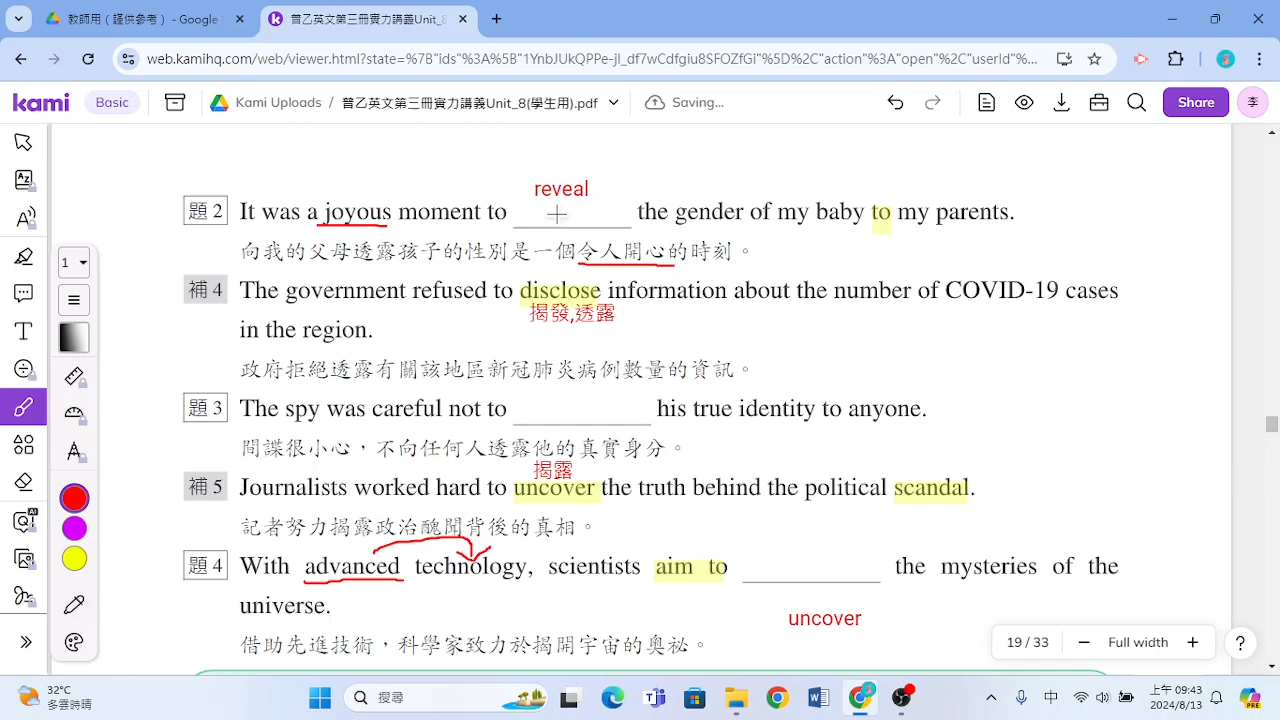 教師用（謹供參考）- Google
普乙英文第三冊實力講義Unit_8
web.kamihq.com/web/viewer.html?state=%7B"ids"%3A%5B"1YnbJUkQPPe-jl_df7wCdfgiu8SFOZfGi"%5D%2C"action"%3A"open"%2C"userId"%...
kami
Basic
Kami Uploads /
普乙英文第三冊實力講義Unit_8(學生用).pdf
Saving...
Share
李
reveal
題 2 It was a joyous moment to ___ the gender of my baby to my parents.
向我的父母透露孩子的性別是一個令人開心的時刻。
補 4 The government refused to disclose information about the number of COVID-19 cases
揭發,透露
in the region.
政府拒絕透露有關該地區新冠肺炎病例數量的資訊。
題 3 The spy was careful not to ___ his true identity to anyone.
間諜很小心，不向任何人透露他的真實身分。
揭露
補 5 Journalists worked hard to uncover the truth behind the political scandal.
記者努力揭露政治醜聞背後的真相。
題 4 With advanced technology, scientists aim to ___ the mysteries of the
universe.
uncover
借助先進技術，科學家致力於揭開宇宙的奧祕。
1
19 / 33
Full width
32°C
多雲時晴
搜尋
中
上午 09:43
2024/8/13